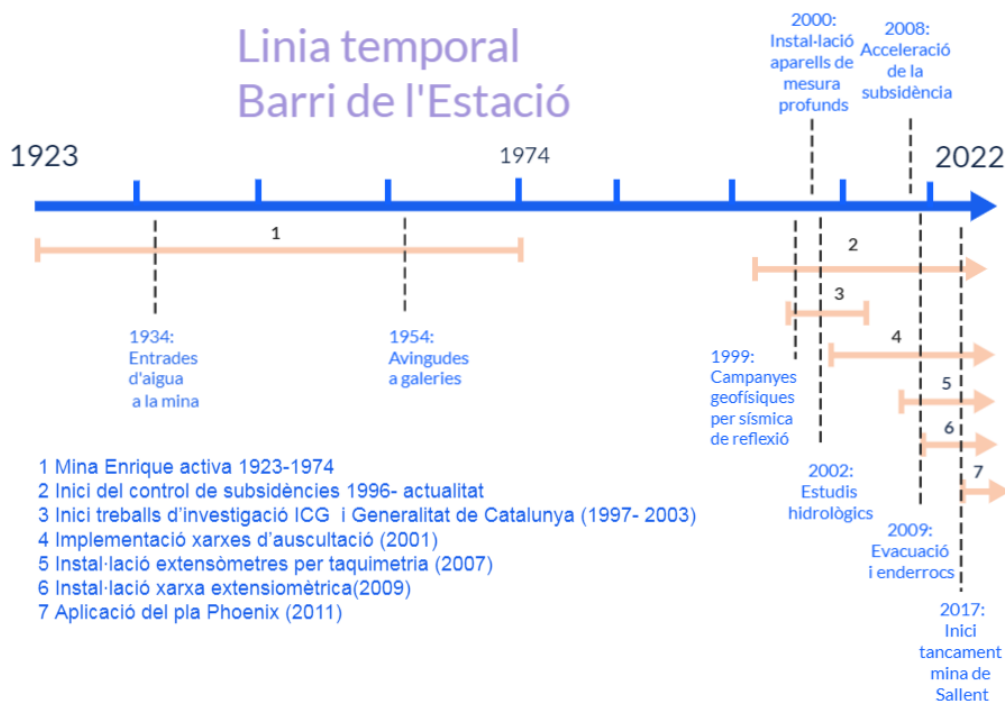 Linia temporal
Barri de l'Estació
2000:
Instal·lació
aparells de
mesura
profunds
2008:
Acceleració
de la
subsidència
1923
1974
2022
1
2
3
4
5
6
7
1934:
Entrades
d'aigua
a la mina
1954:
Avingudes
a galeries
1999:
Campanyes
geofísiques
per sísmica
de reflexió
2002:
Estudis
hidrològics
2009:
Evacuació
i enderrocs
2017:
Inici
tancament
mina de
Sallent
1 Mina Enrique activa 1923-1974
2 Inici del control de subsidències 1996- actualitat
3 Inici treballs d'investigació ICG i Generalitat de Catalunya (1997- 2003)
4 Implementació xarxes d'auscultació (2001)
5 Instal·lació extensòmetres per taquimetria (2007)
6 Instal·lació xarxa extensiomètrica(2009)
7 Aplicació del pla Phoenix (2011)